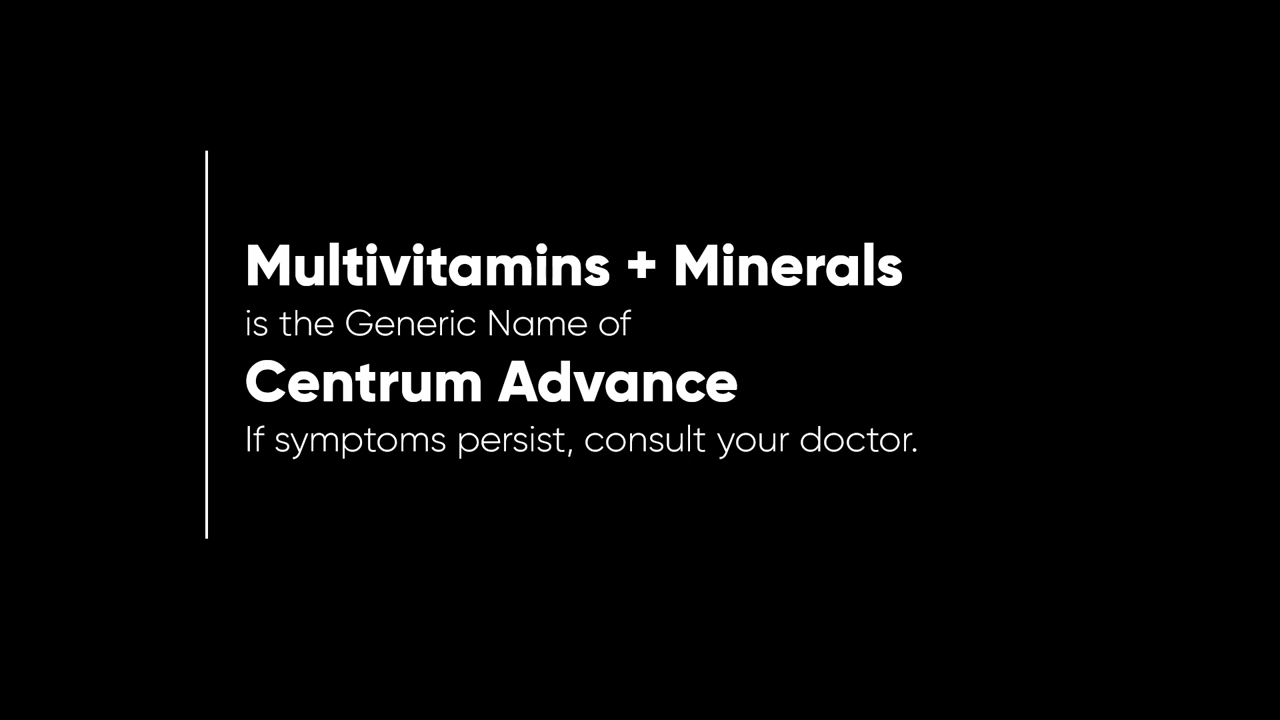 Multivitamins + Minerals
is the Generic Name of
Centrum Advance
If symptoms persist, consult your doctor.